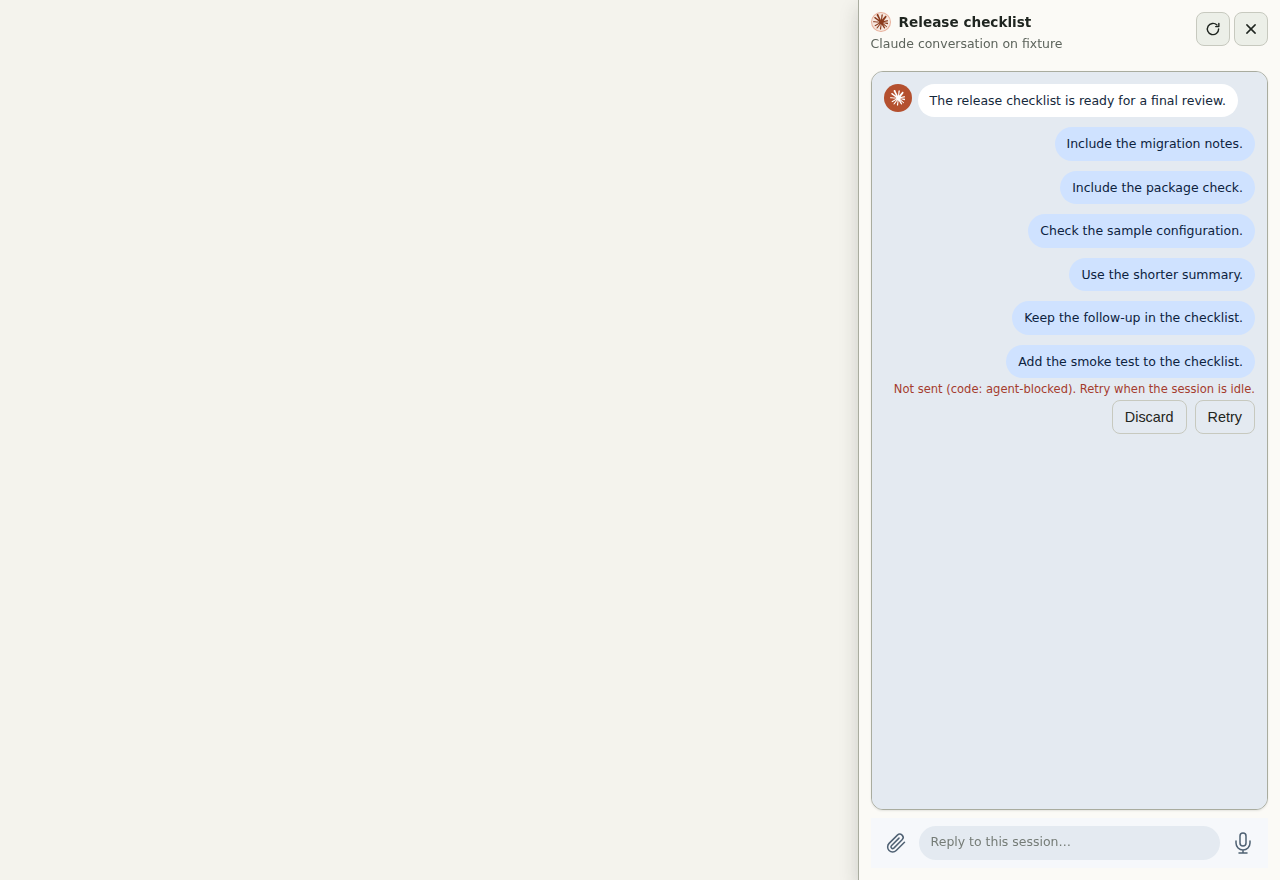 Release checklist
Claude conversation on fixture
The release checklist is ready for a final review.
Include the migration notes.
Include the package check.
Check the sample configuration.
Use the shorter summary.
Keep the follow-up in the checklist.
Add the smoke test to the checklist.
Not sent (code: agent-blocked). Retry when the session is idle.
Discard Retry
Reply to this session...